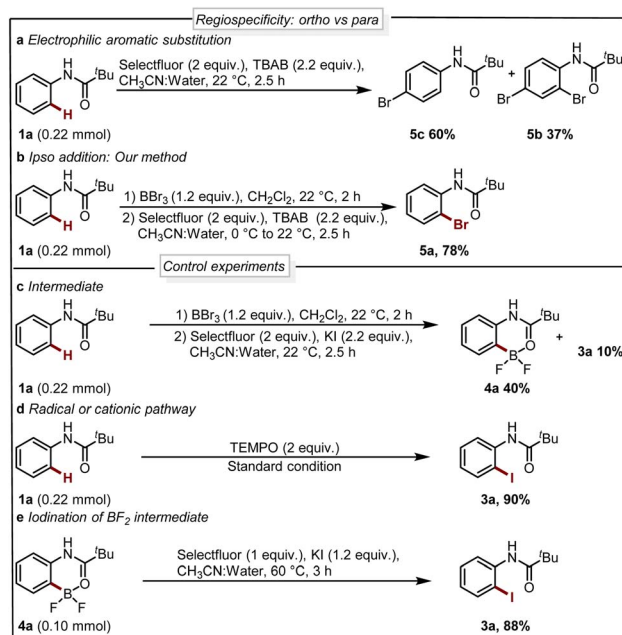 Regiospecificity: ortho vs para
a Electrophilic aromatic substitution
H
N
tBu
O
H
1a (0.22 mmol)
Selectfluor (2 equiv.), TBAB (2.2 equiv.),
CH3CN:Water, 22 °C, 2.5 h
H
N
tBu
O
Br
5c 60%
+
H
N
tBu
O
Br
Br
5b 37%
b Ipso addition: Our method
H
N
tBu
O
H
1a (0.22 mmol)
1) BBr3 (1.2 equiv.), CH2Cl2, 22 °C, 2 h
2) Selectfluor (2 equiv.), TBAB (2.2 equiv.),
CH3CN:Water, 0 °C to 22 °C, 2.5 h
H
N
tBu
O
Br
5a, 78%
Control experiments
c Intermediate
H
N
tBu
O
H
1a (0.22 mmol)
1) BBr3 (1.2 equiv.), CH2Cl2, 22 °C, 2 h
2) Selectfluor (2 equiv.), KI (2.2 equiv.),
CH3CN:Water, 22 °C, 2.5 h
H
N
tBu
O
B
F F
4a 40%
+
3a 10%
d Radical or cationic pathway
H
N
tBu
O
H
1a (0.22 mmol)
TEMPO (2 equiv.)
Standard condition
H
N
tBu
O
I
3a, 90%
e Iodination of BF2 intermediate
H
N
tBu
O
B
F F
4a (0.10 mmol)
Selectfluor (1 equiv.), KI (1.2 equiv.),
CH3CN:Water, 60 °C, 3 h
H
N
tBu
O
I
3a, 88%